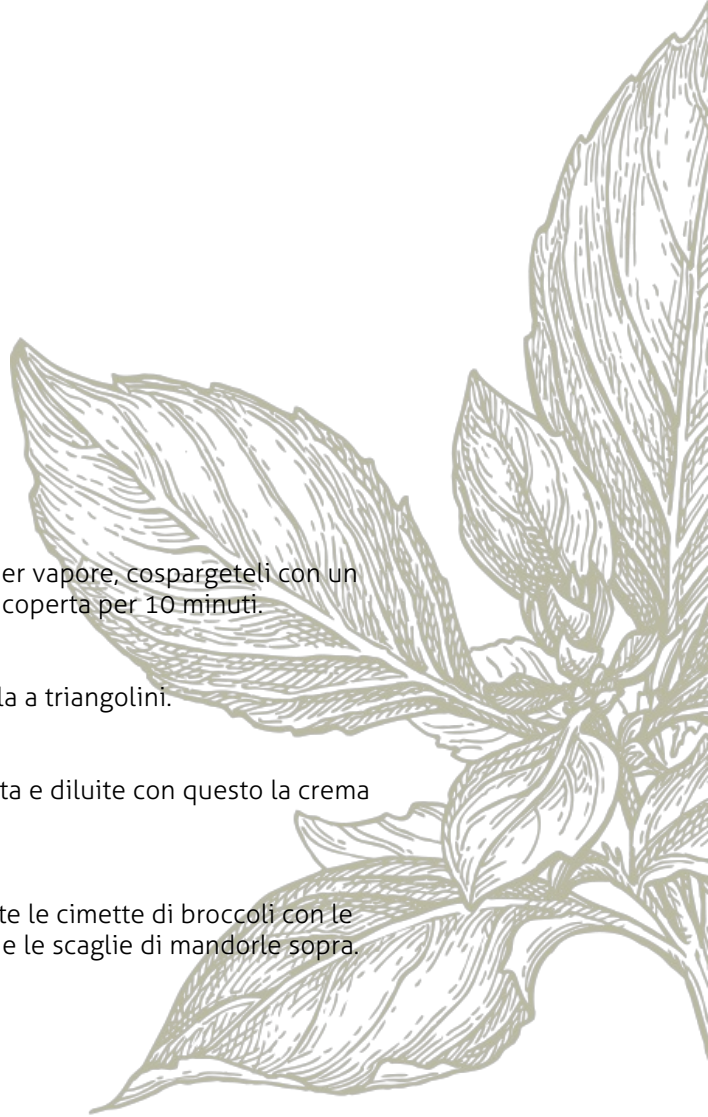 er vapore, cospargeteli con un
coperta per 10 minuti.
la a triangolini.
ta e diluite con questo la crema
te le cimette di broccoli con le
e le scaglie di mandorle sopra.